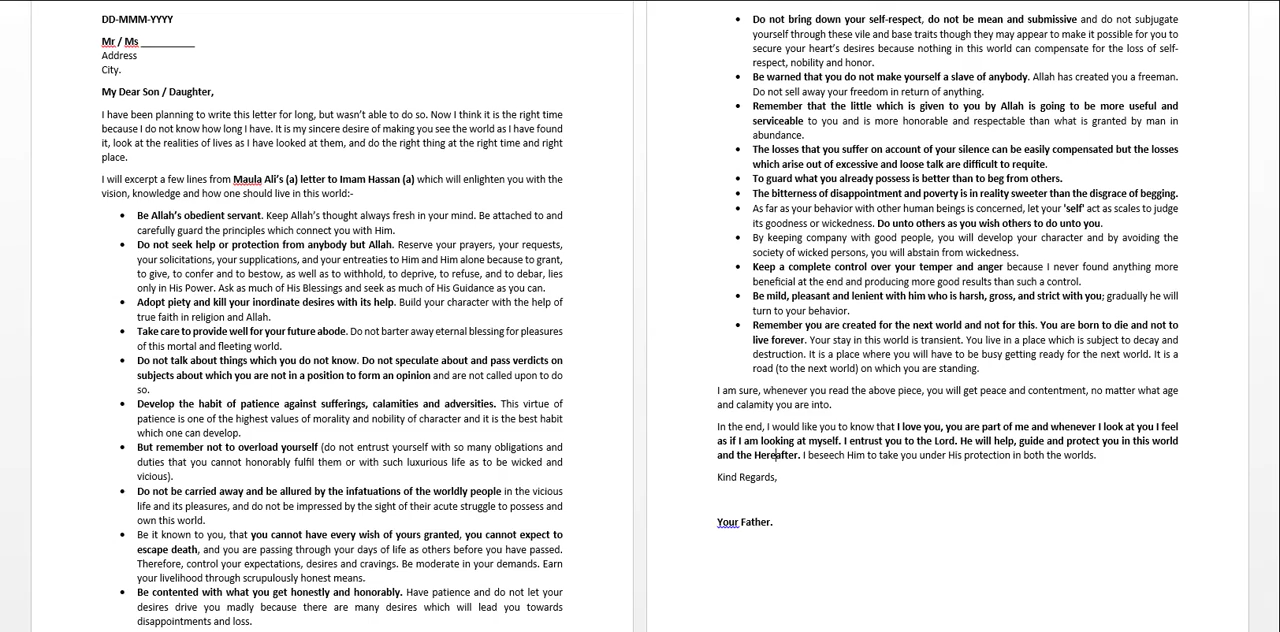 DD-MMM-YYYY
Mr / Ms __________
Address
City.
My Dear Son / Daughter,
I have been planning to write this letter for long, but wasn't able to do so. Now I think it is the right time
because I do not know how long I have. It is my sincere desire of making you see the world as I have found
it, look at the realities of lives as I have looked at them, and do the right thing at the right time and right
place.
I will excerpt a few lines from Maula Ali's (a) letter to Imam Hassan (a) which will enlighten you with the
vision, knowledge and how one should live in this world:-
• Be Allah's obedient servant. Keep Allah's thought always fresh in your mind. Be attached to and
carefully guard the principles which connect you with Him.
• Do not seek help or protection from anybody but Allah. Reserve your prayers, your requests,
your solicitations, your supplications, and your entreaties to Him and Him alone because to grant,
to give, to confer and to bestow, as well as to withhold, to deprive, to refuse, and to debar, lies
only in His Power. Ask as much of His Blessings and seek as much of His Guidance as you can.
• Adopt piety and kill your inordinate desires with its help. Build your character with the help of
true faith in religion and Allah.
• Take care to provide well for your future abode. Do not barter away eternal blessing for pleasures
of this mortal and fleeting world.
• Do not talk about things which you do not know. Do not speculate about and pass verdicts on
subjects about which you are not in a position to form an opinion and are not called upon to do
so.
• Develop the habit of patience against sufferings, calamities and adversities. This virtue of
patience is one of the highest values of morality and nobility of character and it is the best habit
which one can develop.
• But remember not to overload yourself (do not entrust yourself with so many obligations and
duties that you cannot honorably fulfil them or with such luxurious life as to be wicked and
vicious).
• Do not be carried away and be allured by the infatuations of the worldly people in the vicious
life and its pleasures, and do not be impressed by the sight of their acute struggle to possess and
own this world.
• Be it known to you, that you cannot have every wish of yours granted, you cannot expect to
escape death, and you are passing through your days of life as others before you have passed.
Therefore, control your expectations, desires and cravings. Be moderate in your demands. Earn
your livelihood through scrupulously honest means.
• Be contented with what you get honestly and honorably. Have patience and do not let your
desires drive you madly because there are many desires which will lead you towards
disappointments and loss.
• Do not bring down your self-respect, do not be mean and submissive and do not subjugate
yourself through these vile and base traits though they may appear to make it possible for you to
secure your heart's desires because nothing in this world can compensate for the loss of self-
respect, nobility and honor.
• Be warned that you do not make yourself a slave of anybody. Allah has created you a freeman.
Do not sell away your freedom in return of anything.
• Remember that the little which is given to you by Allah is going to be more useful and
serviceable to you and is more honorable and respectable than what is granted by man in
abundance.
• The losses that you suffer on account of your silence can be easily compensated but the losses
which arise out of excessive and loose talk are difficult to requite.
• To guard what you already possess is better than to beg from others.
• The bitterness of disappointment and poverty is in reality sweeter than the disgrace of begging.
• As far as your behavior with other human beings is concerned, let your 'self' act as scales to judge
its goodness or wickedness. Do unto others as you wish others to do unto you.
• By keeping company with good people, you will develop your character and by avoiding the
society of wicked persons, you will abstain from wickedness.
• Keep a complete control over your temper and anger because I never found anything more
beneficial at the end and producing more good results than such a control.
• Be mild, pleasant and lenient with him who is harsh, gross, and strict with you; gradually he will
turn to your behavior.
• Remember you are created for the next world and not for this. You are born to die and not to
live forever. Your stay in this world is transient. You live in a place which is subject to decay and
destruction. It is a place where you will have to be busy getting ready for the next world. It is a
road (to the next world) on which you are standing.
I am sure, whenever you read the above piece, you will get peace and contentment, no matter what age
and calamity you are into.
In the end, I would like you to know that I love you, you are part of me and whenever I look at you I feel
as if I am looking at myself. I entrust you to the Lord. He will help, guide and protect you in this world
and the Hereafter. I beseech Him to take you under His protection in both the worlds.
Kind Regards,
Your Father.